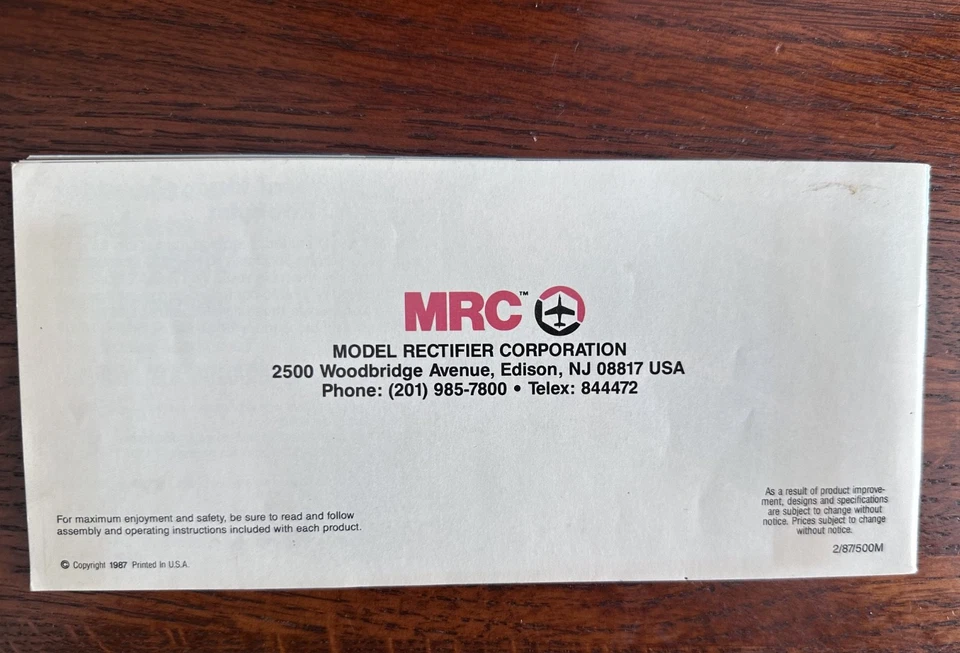 MRC™
MODEL RECTIFIER CORPORATION
2500 Woodbridge Avenue, Edison, NJ 08817 USA
Phone: (201) 985-7800 • Telex: 844472
For maximum enjoyment and safety, be sure to read and follow
assembly and operating instructions included with each product.
© Copyright 1987 Printed In U.S.A.
As a result of product improve-
ment, designs and specifications
are subject to change without
notice. Prices subject to change
without notice.
2/87/500M